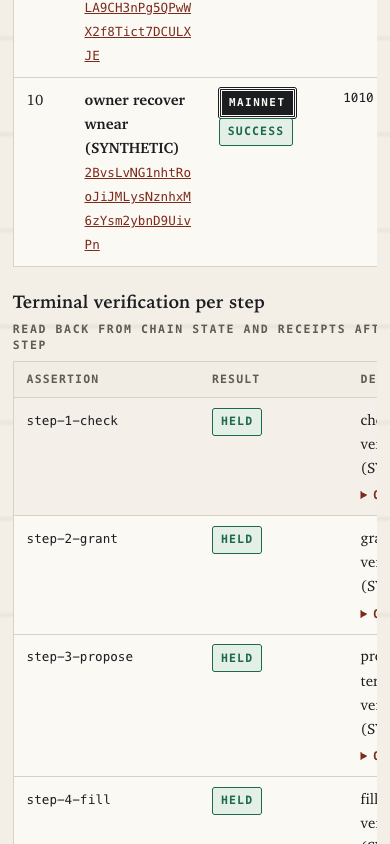 LA9CH3nPg5QPwW
X2f8Tict7DCULX
JE
10
owner recover
wnear
(SYNTHETIC)
2BvsLvNG1nhtRo
oJiJMLysNznhxM
6zYsm2ybnD9Uiv
Pn
MAINNET
SUCCESS
1010
Terminal verification per step
READ BACK FROM CHAIN STATE AND RECEIPTS AFT
STEP
ASSERTION RESULT DE
step-1-check
HELD
step-2-grant
HELD
step-3-propose
HELD
step-4-fill
HELD
fill